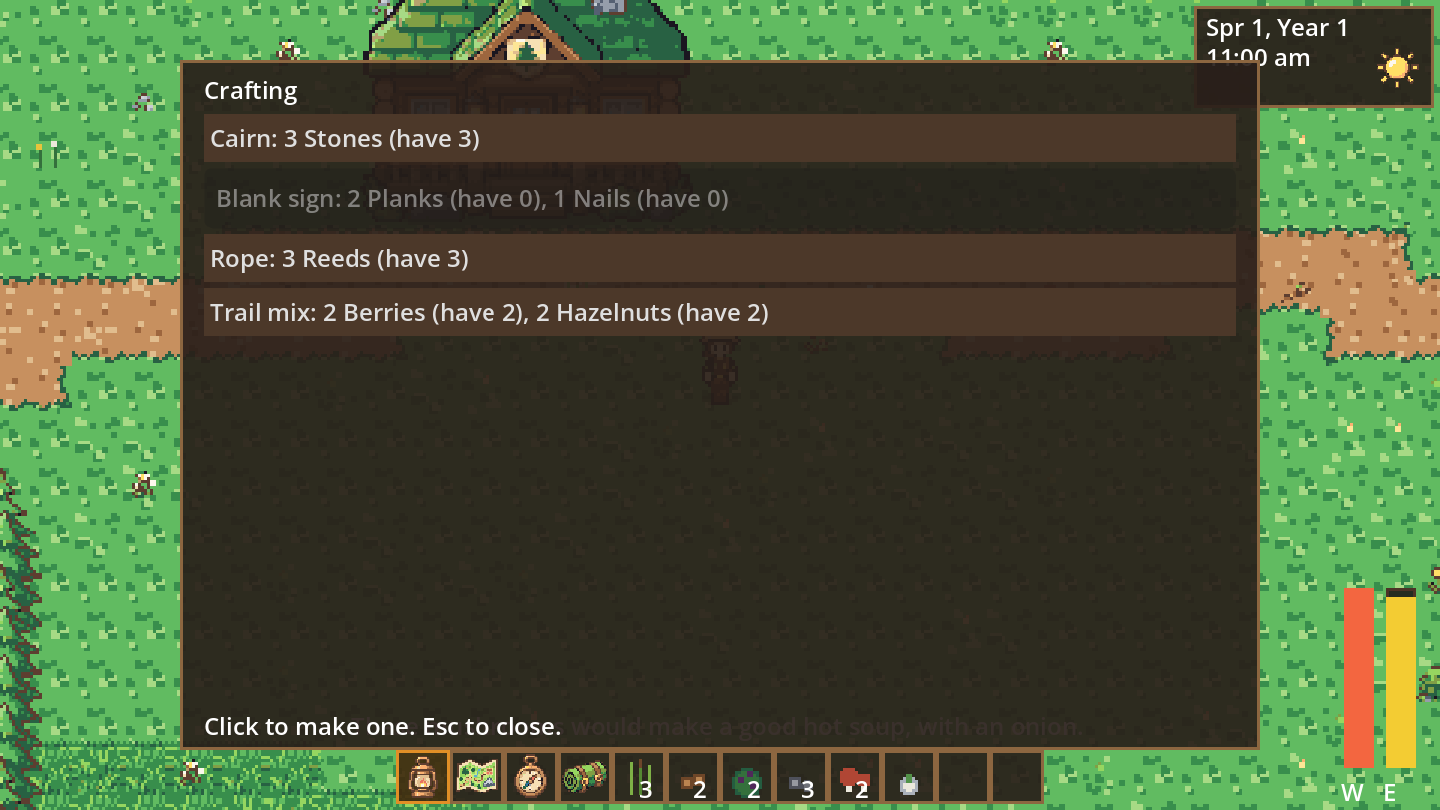 Spr 1, Year 1
11:00 am
Crafting
Cairn: 3 Stones (have 3)
Blank sign: 2 Planks (have 0), 1 Nails (have 0)
Rope: 3 Reeds (have 3)
Trail mix: 2 Berries (have 2), 2 Hazelnuts (have 2)
Click to make one. Esc to close.
would make a good hot soup, with an onion.
3 2 2 3 2
W E